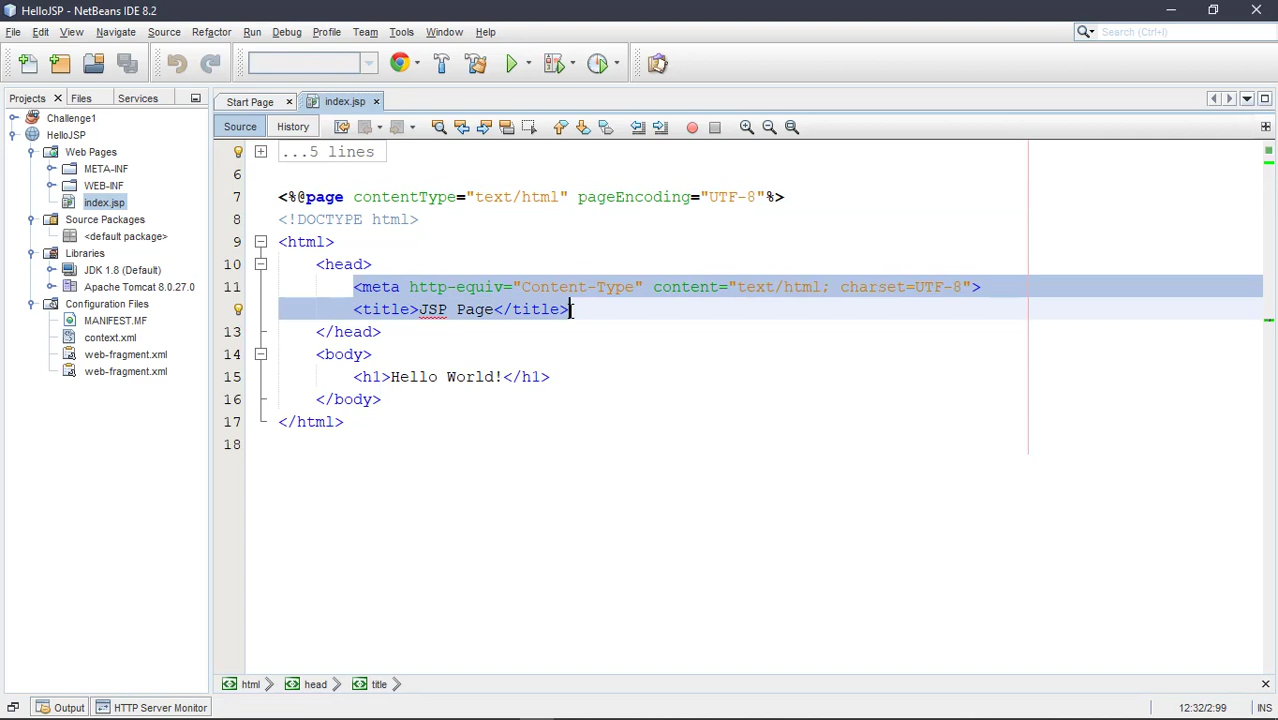 HelloJSP - NetBeans IDE 8.2
File Edit View Navigate Source Refactor Run Debug Profile Team Tools Window Help
Search (Ctrl+I)
Projects Files Services
Start Page index.jsp
Challenge1
HelloJSP
Web Pages
META-INF
WEB-INF
index.jsp
Source Packages
<default package>
Libraries
JDK 1.8 (Default)
Apache Tomcat 8.0.27.0
Configuration Files
MANIFEST.MF
context.xml
web-fragment.xml
web-fragment.xml
Source History
...5 lines
6
7 <%@page contentType="text/html" pageEncoding="UTF-8"%>
8 <!DOCTYPE html>
9 <html>
10 <head>
11 <meta http-equiv="Content-Type" content="text/html; charset=UTF-8">
<title>JSP Page</title>
13 </head>
14 <body>
15 <h1>Hello World!</h1>
16 </body>
17 </html>
18
html head title
Output HTTP Server Monitor
12:32/2:99 INS